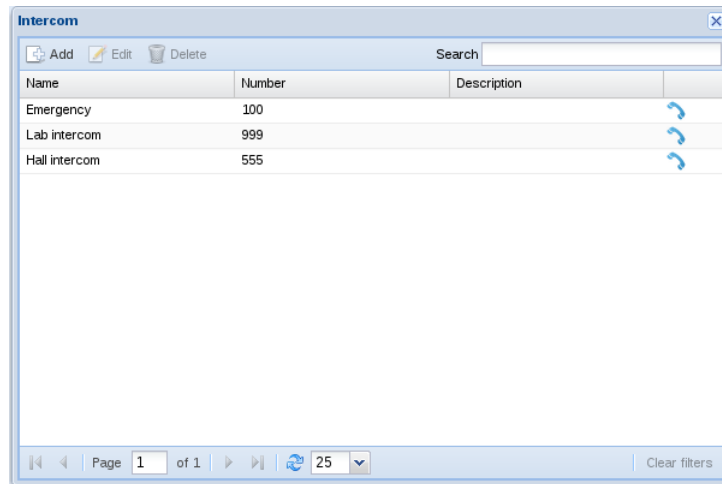 Intercom
Add Edit Delete Search
Name Number Description
Emergency 100
Lab intercom 999
Hall intercom 555
Page 1 of 1 25 Clear filters